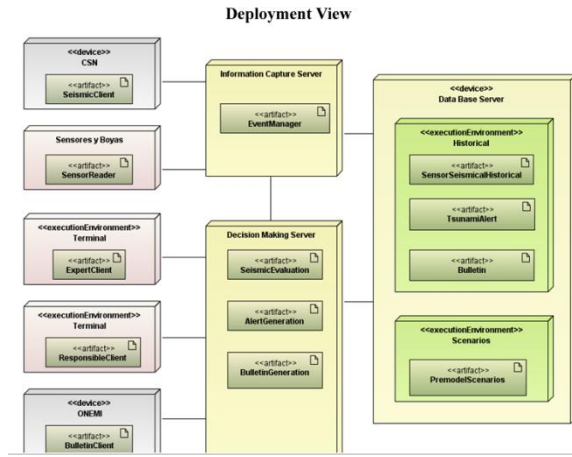 Deployment View
<<device>>
CSN
<<artifact>>
SeismicClient
Sensores y Boyas
<<artifact>>
SensorReader
<<executionEnvironment>>
Terminal
<<artifact>>
ExpertClient
<<executionEnvironment>>
Terminal
<<artifact>>
ResponsibleClient
<<device>>
ONEMI
<<artifact>>
BulletinClient
Information Capture Server
<<artifact>>
EventManager
Decision Making Server
<<artifact>>
SeismicEvaluation
<<artifact>>
AlertGeneration
<<artifact>>
BulletinGeneration
<<device>>
Data Base Server
<<executionEnvironment>>
Historical
<<artifact>>
SensorSeismicalHistorical
<<artifact>>
TsunamiAlert
<<artifact>>
Bulletin
<<executionEnvironment>>
Scenarios
<<artifact>>
PremodelScenarios